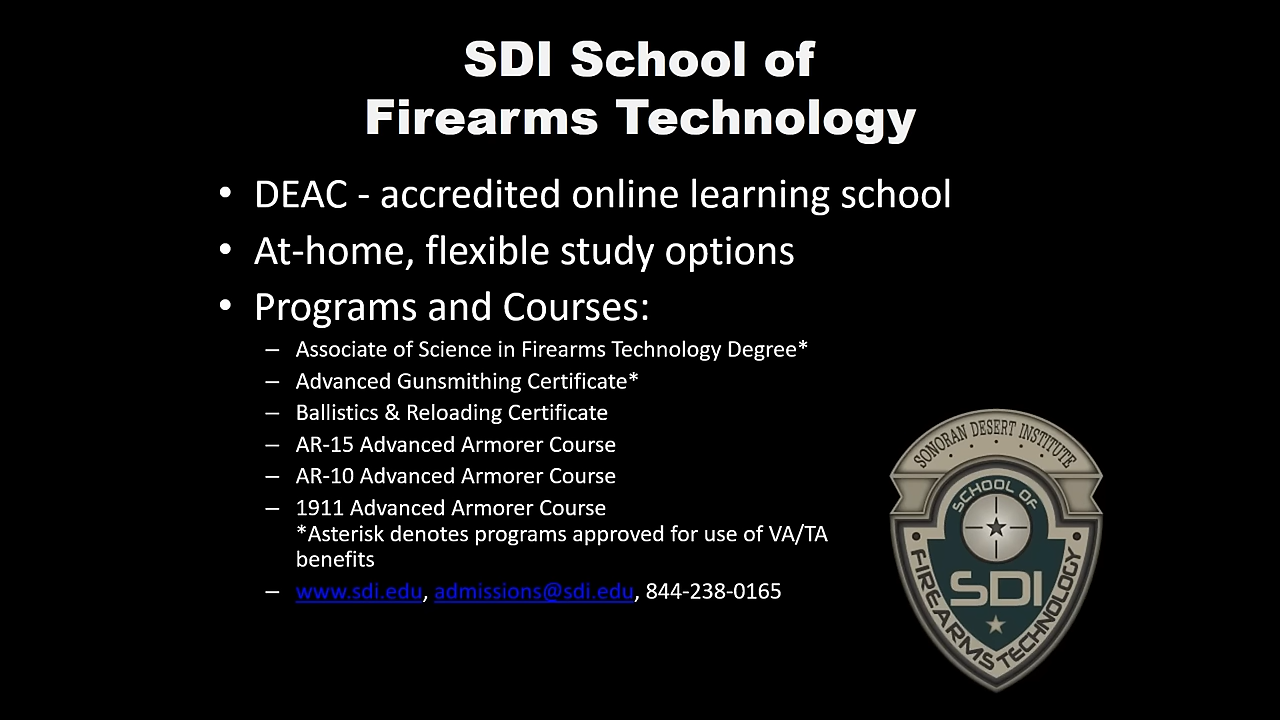 SDI School of
Firearms Technology
• DEAC - accredited online learning school
• At-home, flexible study options
• Programs and Courses:
– Associate of Science in Firearms Technology Degree*
– Advanced Gunsmithing Certificate*
– Ballistics & Reloading Certificate
– AR-15 Advanced Armorer Course
– AR-10 Advanced Armorer Course
– 1911 Advanced Armorer Course
*Asterisk denotes programs approved for use of VA/TA
benefits
– www.sdi.edu, admissions@sdi.edu, 844-238-0165
SONORAN DESERT INSTITUTE
SCHOOL OF
SDI
FIREARMS TECHNOLOGY